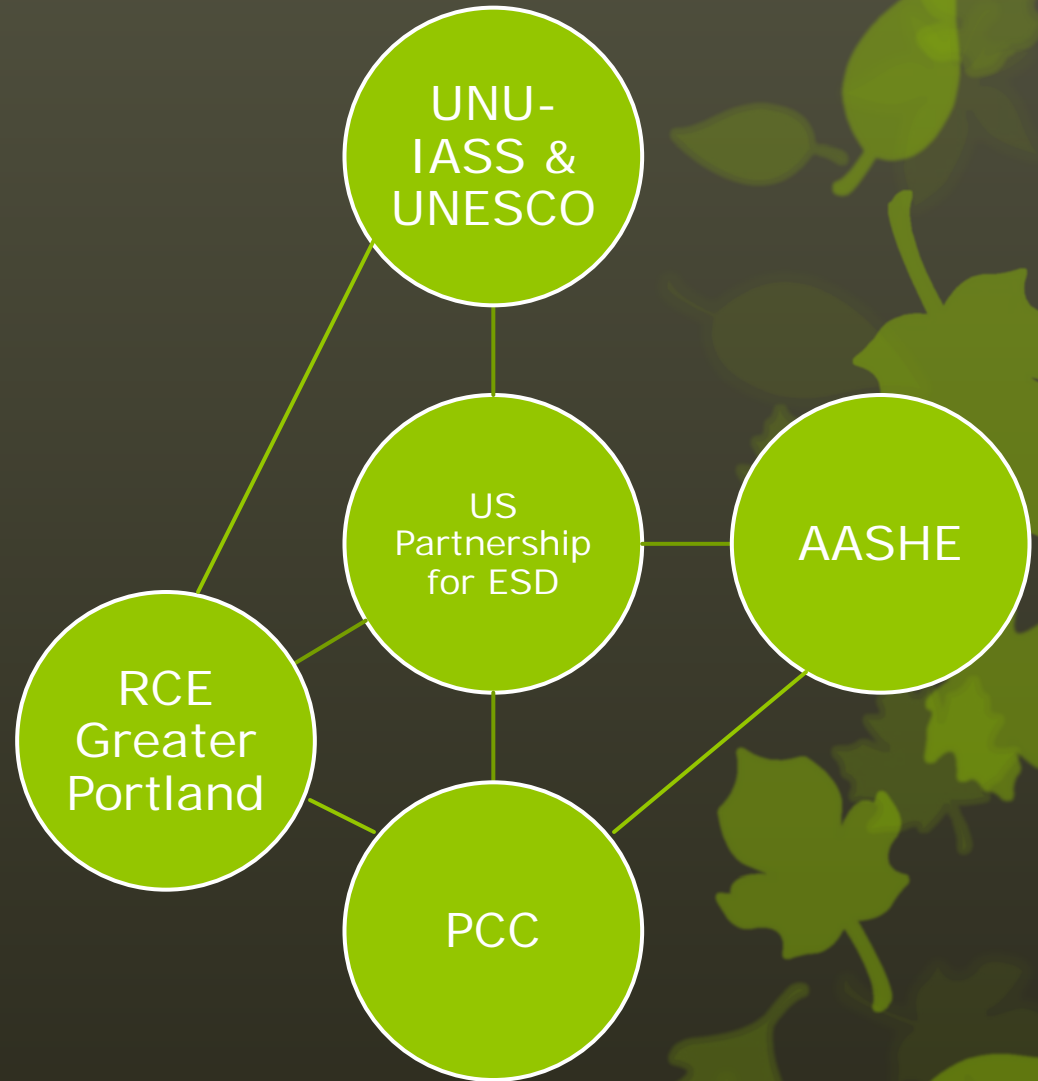 UNU-
IASS &
UNESCO
US
Partnership
for ESD
AASHE
RCE
Greater
Portland
PCC